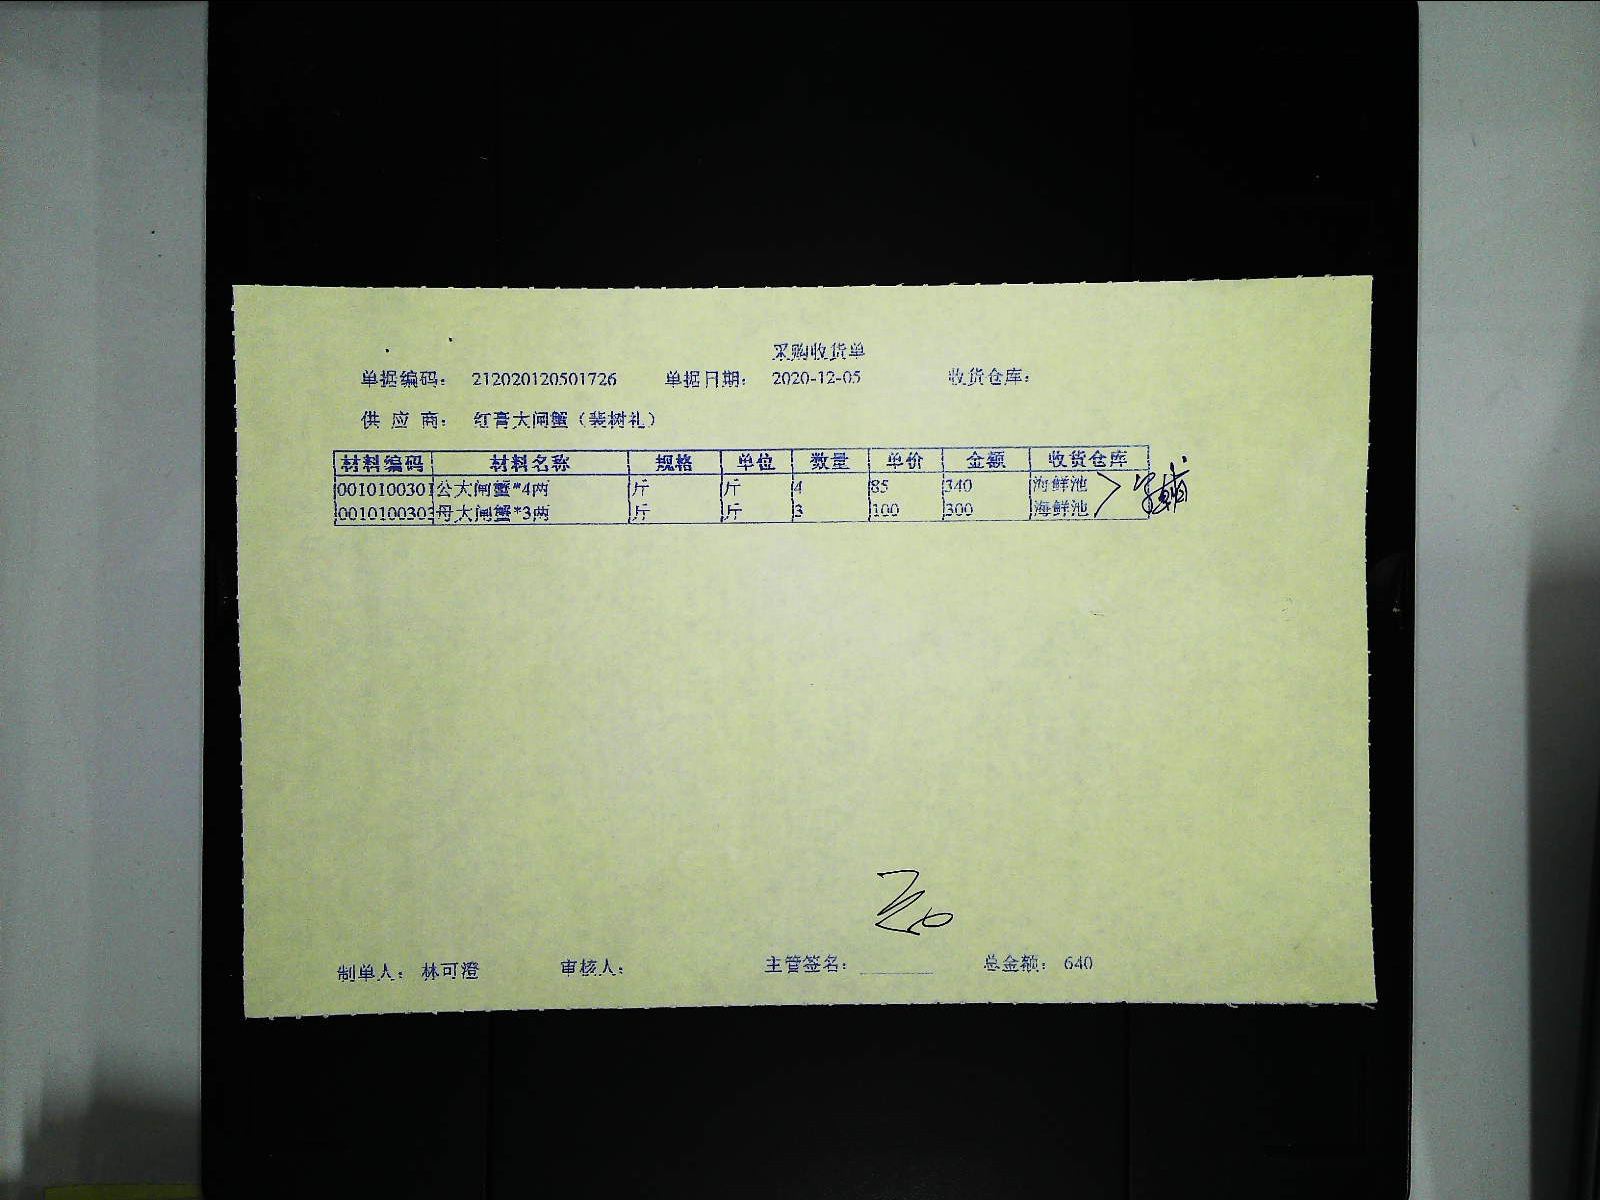 采购收货单
单据编码： 212020120501726 单据日期： 2020-12-05 收货仓库：
供 应 商： 红膏大闸蟹（裴树礼）
材料编码 材料名称 规格 单位 数量 单价 金额 收货仓库
0010100301 公大闸蟹*4两 斤 斤 4 85 340 海鲜池
001010030 母大闸蟹*3两 斤 斤 3 100 300 海鲜池
制单人： 林可澄 审核人： 主管签名： 总金额： 640